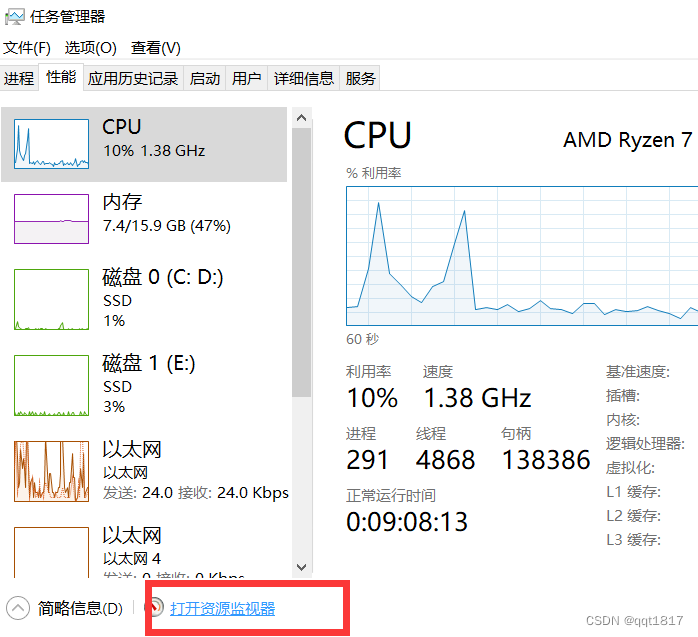 任务管理器
文件(F) 选项(O) 查看(V)
进程 性能 应用历史记录 启动 用户 详细信息 服务
CPU
10% 1.38 GHz
内存
7.4/15.9 GB (47%)
磁盘 0 (C: D:)
SSD
1%
磁盘 1 (E:)
SSD
3%
以太网
以太网
发送: 24.0 接收: 24.0 Kbps
以太网
以太网 4
发送: 0 接收: 0 Kbps
CPU AMD Ryzen 7
% 利用率
60 秒
利用率 速度
10% 1.38 GHz
进程 线程 句柄
291 4868 138386
正常运行时间
0:09:08:13
基准速度:
插槽:
内核:
逻辑处理器:
虚拟化:
L1 缓存:
L2 缓存:
L3 缓存:
简略信息(D) 打开资源监视器
CSDN @qqt1817